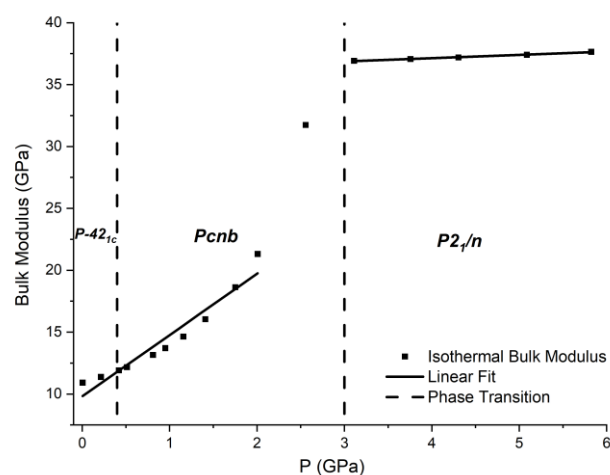 40
35
30
25
20
15
10
Bulk Modulus (GPa)
P-42₁c
Pcnb
P2₁/n
Isothermal Bulk Modulus
Linear Fit
Phase Transition
0 1 2 3 4 5 6
P (GPa)